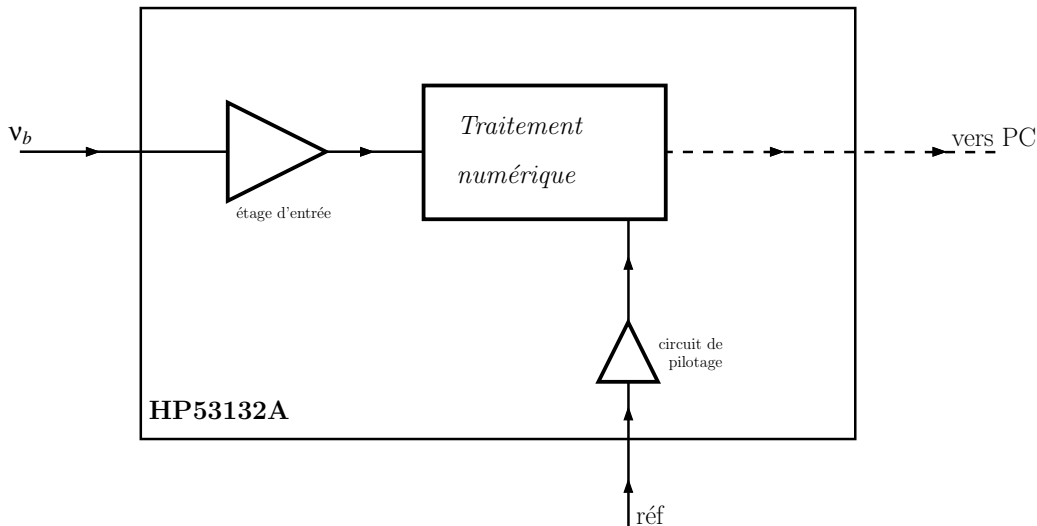 ν_b
étage d'entrée
Traitement
numérique
vers PC
circuit de
pilotage
HP53132A
réf